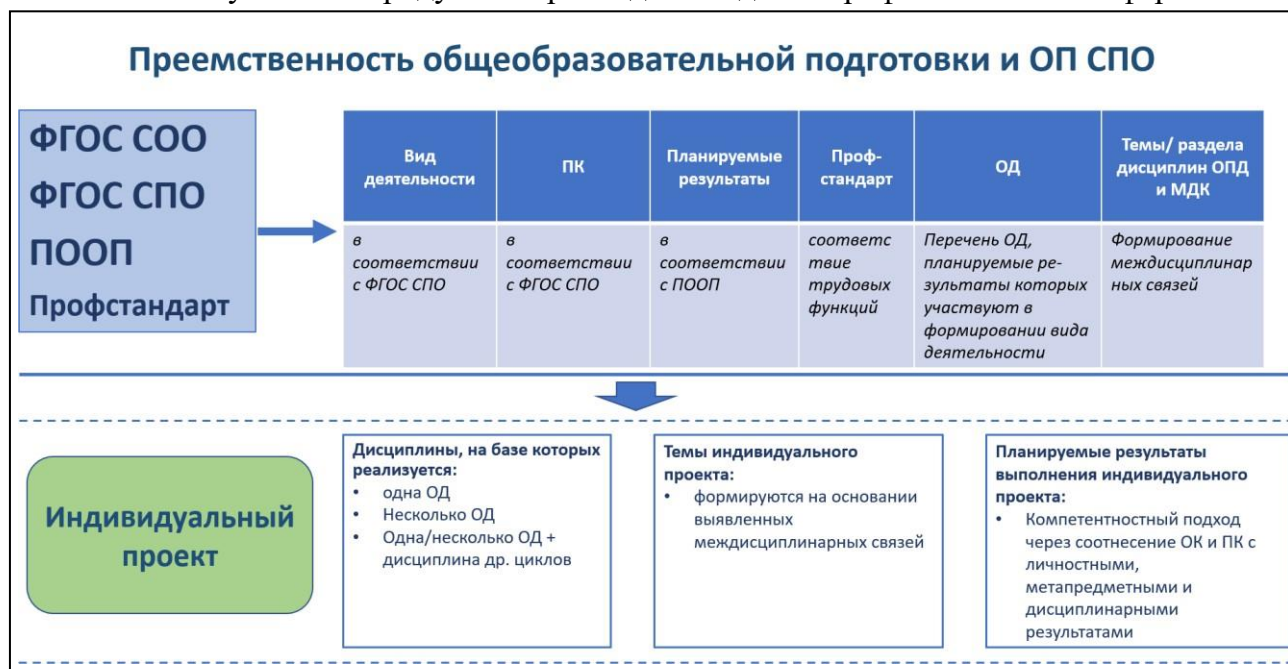 Преемственность общеобразовательной подготовки и ОП СПО
ФГОС СОО
ФГОС СПО
ПООП
Профстандарт
Вид
деятельности
ПК
Планируемые
результаты
Проф-
стандарт
ОД
Темы/ раздела
дисциплин ОПД
и МДК
в
соответствии
с ФГОС СПО
в
соответствии
с ФГОС СПО
в
соответствии
с ПООП
соответс
твие
трудовых
функций
Перечень ОД,
планируемые ре-
зультаты которых
участвуют в
формировании вида
деятельности
Формирование
междисциплинар
ных связей
Индивидуальный
проект
Дисциплины, на базе которых
реализуется:
• одна ОД
• Несколько ОД
• Одна/несколько ОД +
дисциплина др. циклов
Темы индивидуального
проекта:
• формируются на основании
выявленных
междисциплинарных связей
Планируемые результаты
выполнения индивидуального
проекта:
• Компетентностный подход
через соотнесение ОК и ПК с
личностными,
метапредметными и
дисциплинарными
результатами